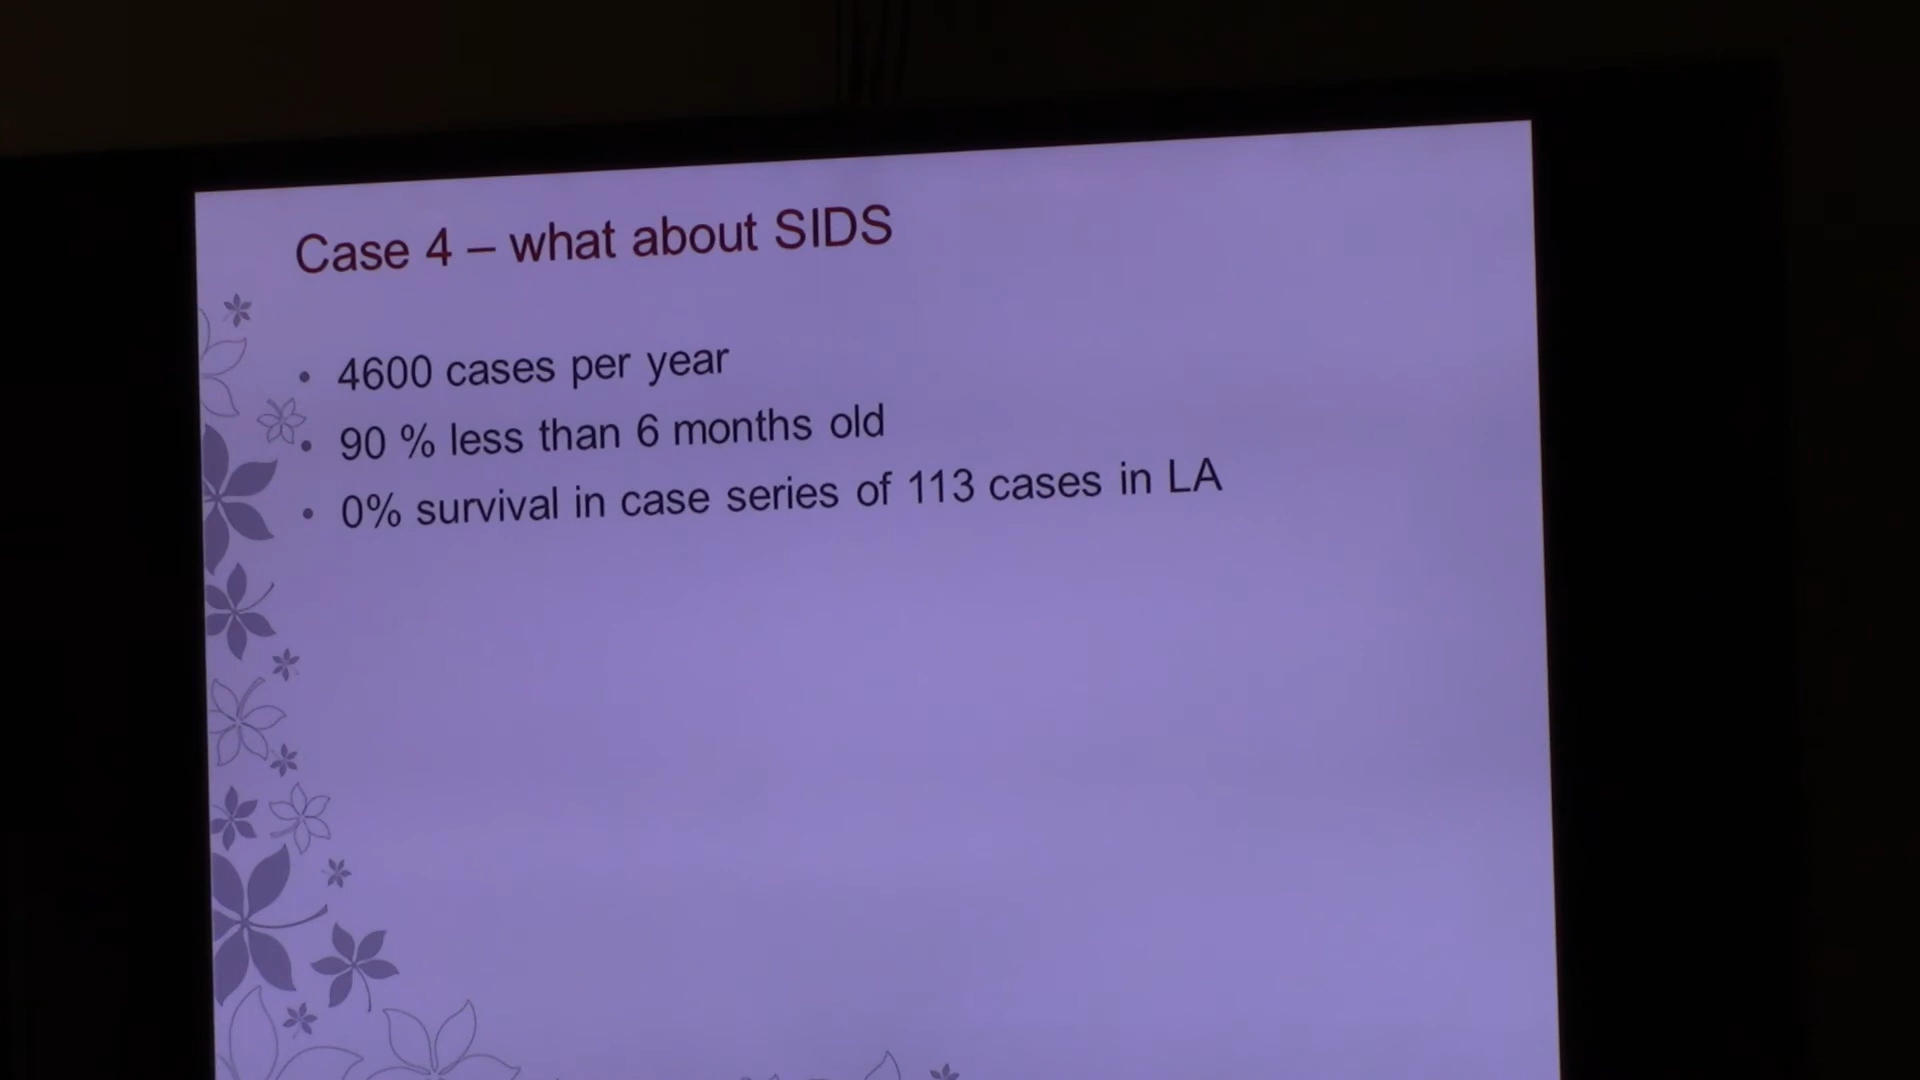 Case 4 – what about SIDS
• 4600 cases per year
• 90 % less than 6 months old
• 0% survival in case series of 113 cases in LA